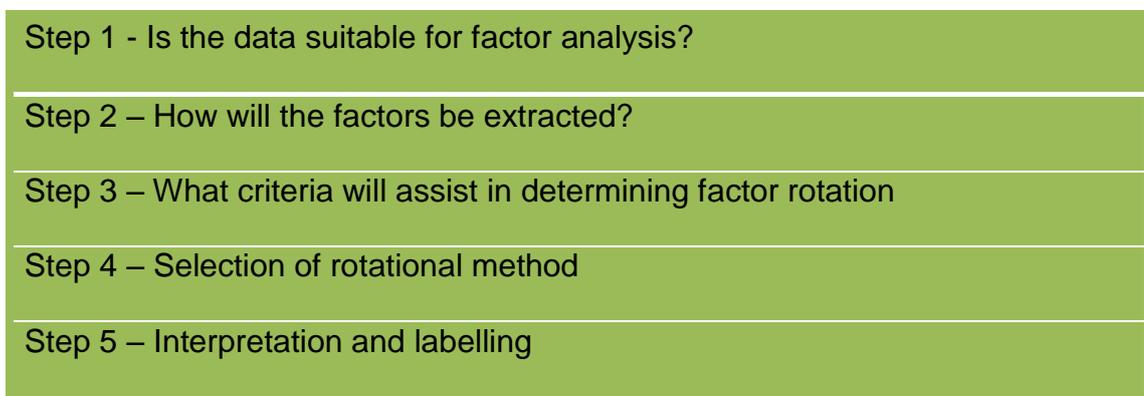 Step 1 - Is the data suitable for factor analysis?
Step 2 – How will the factors be extracted?
Step 3 – What criteria will assist in determining factor rotation
Step 4 – Selection of rotational method
Step 5 – Interpretation and labelling